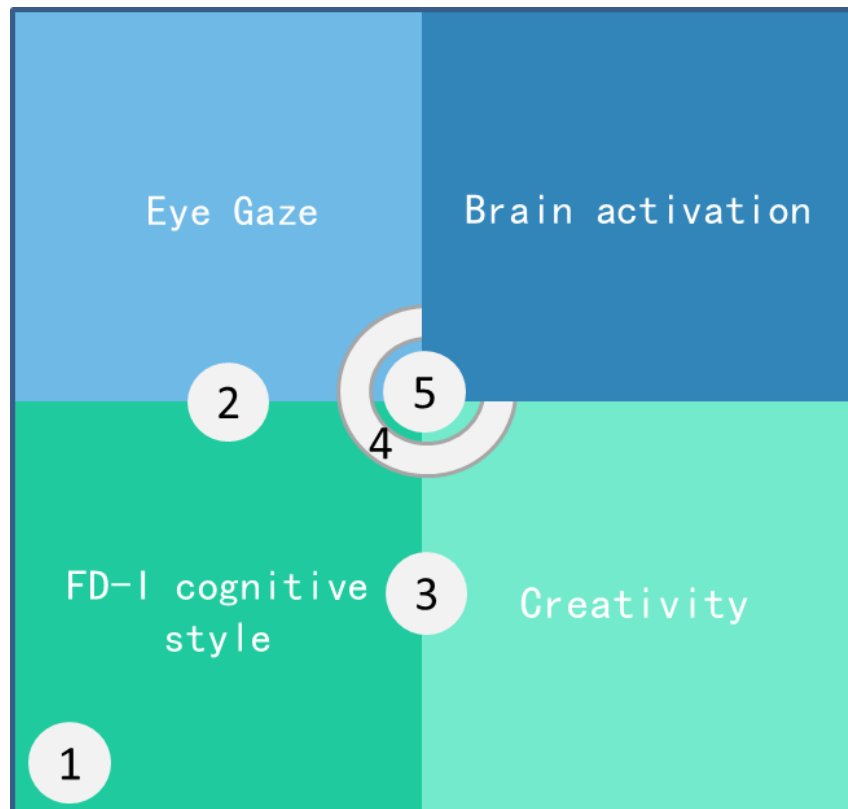 Eye Gaze
Brain activation
2
5
4
FD-I cognitive
style
3
Creativity
1